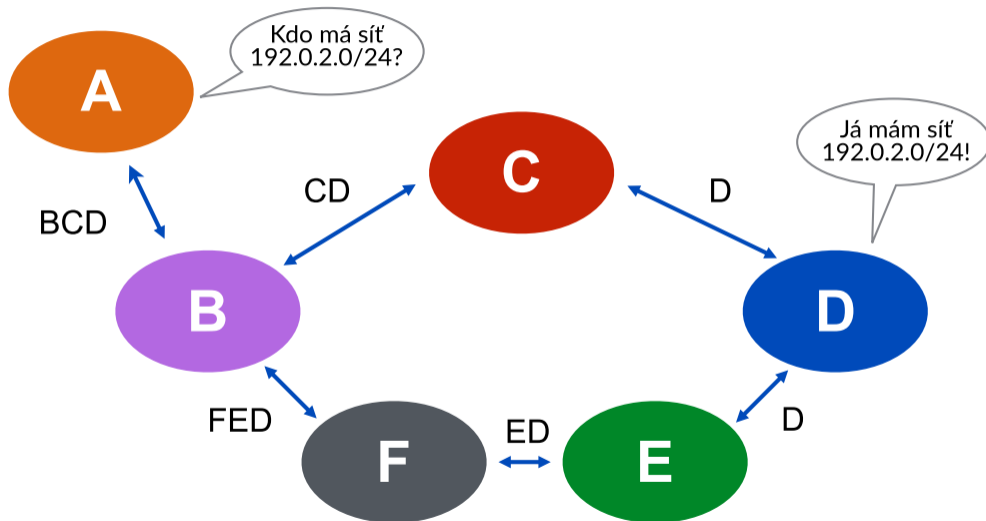 Kdo má síť
192.0.2.0/24?
A
C
Já mám síť
192.0.2.0/24!
CD
D
BCD
B
D
FED
ED
D
F
E